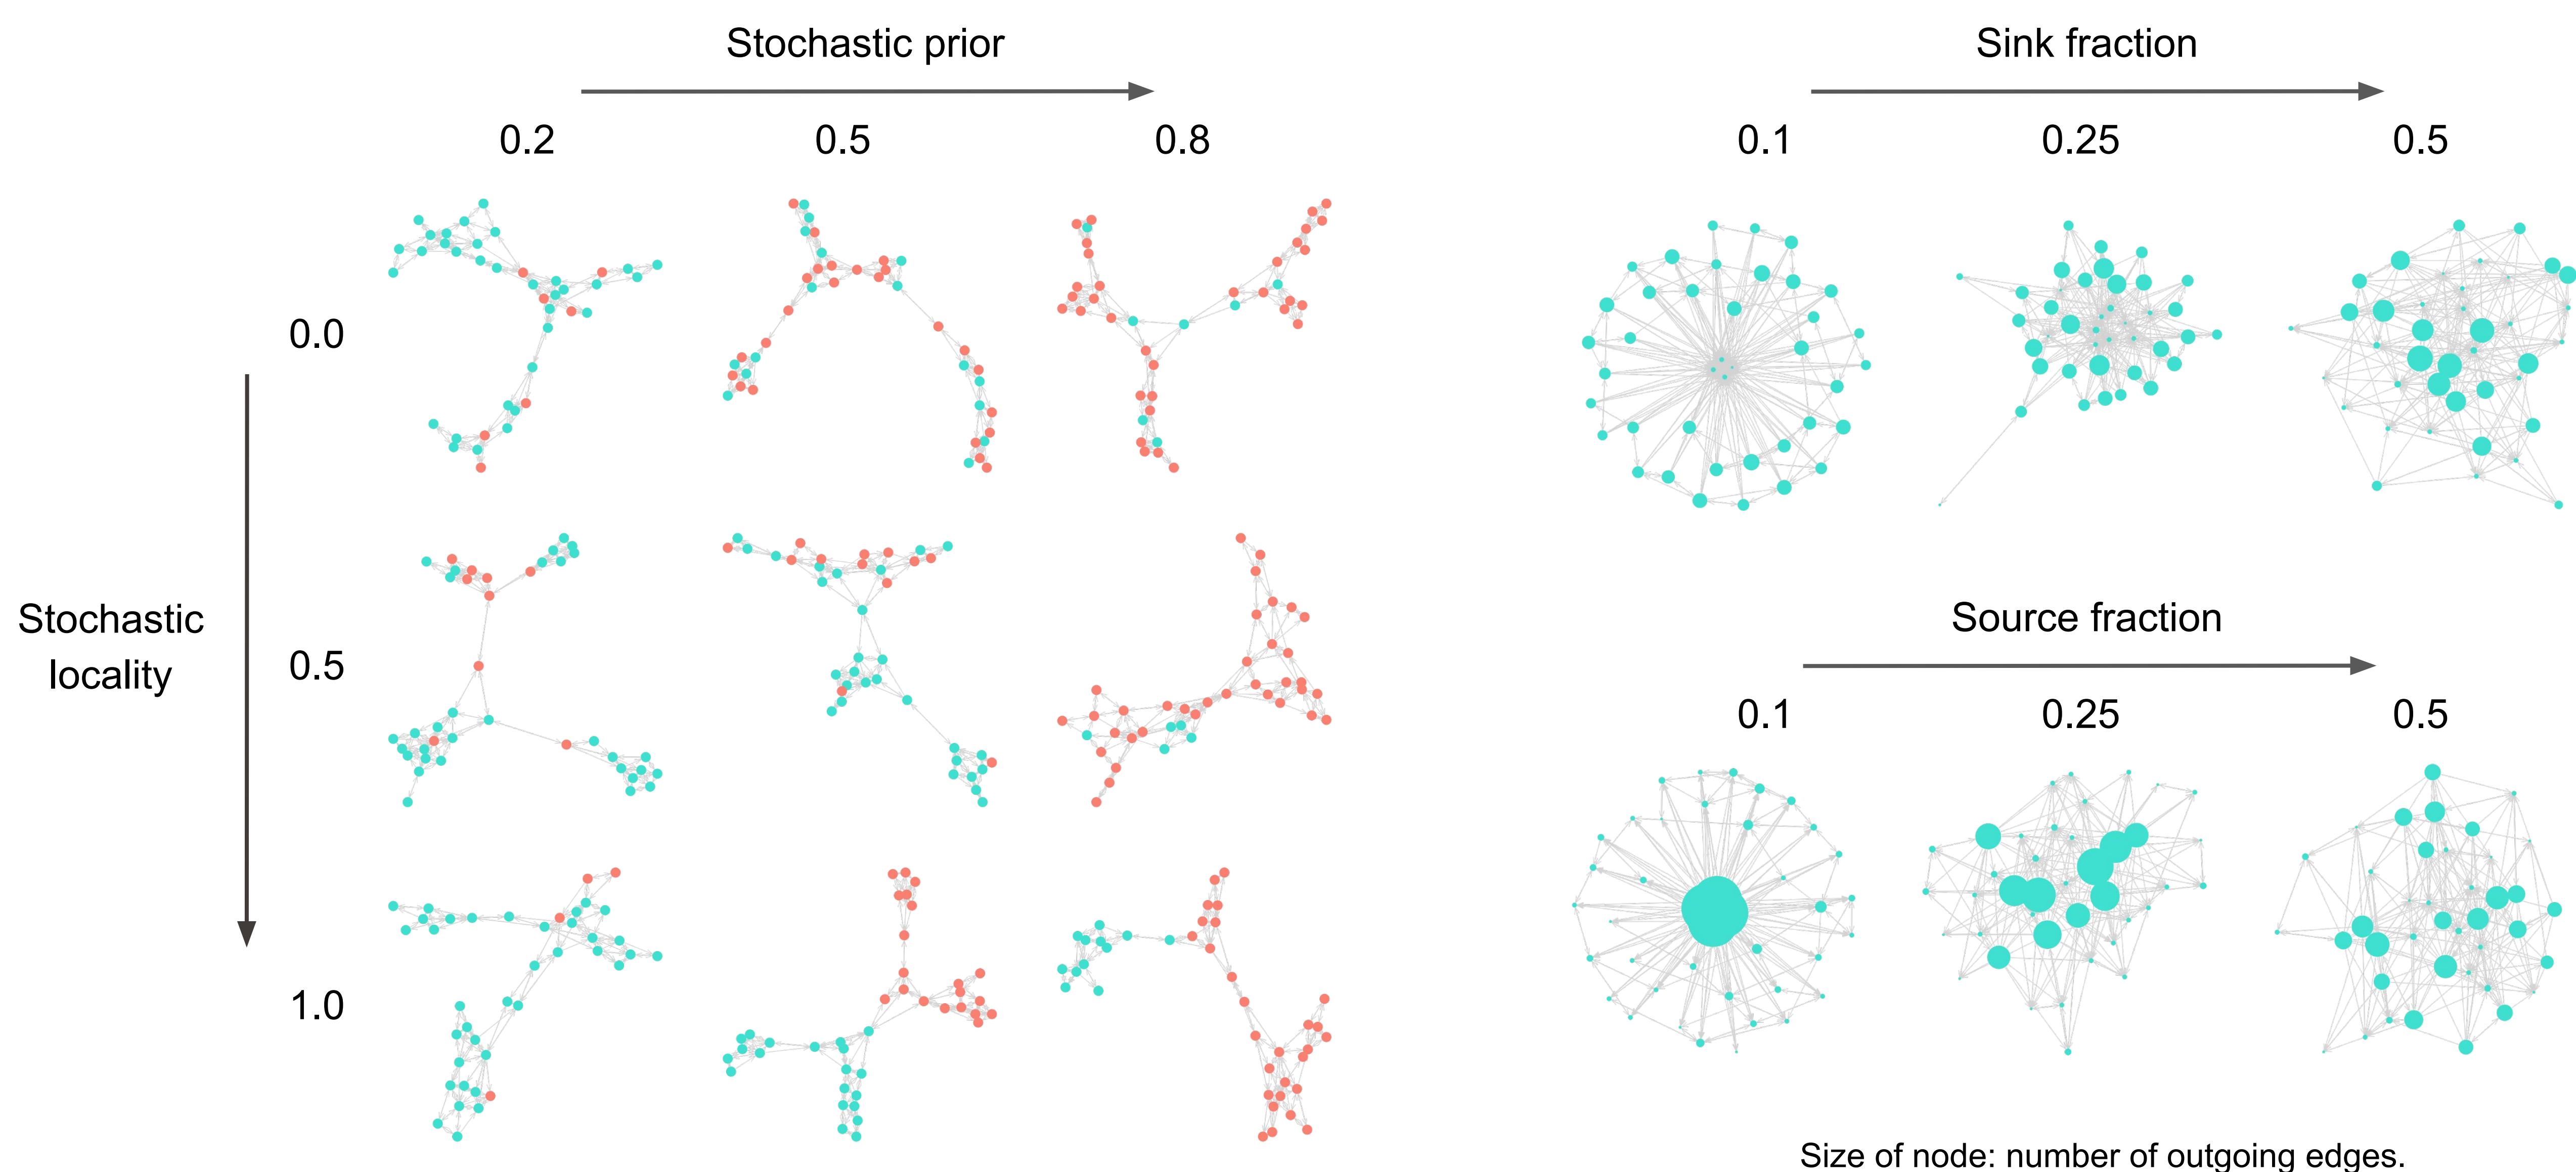 Stochastic prior
0.2 0.5 0.8
0.0
Stochastic
locality
0.5
1.0
Sink fraction
0.1 0.25 0.5
Source fraction
0.1 0.25 0.5
Size of node: number of outgoing edges.